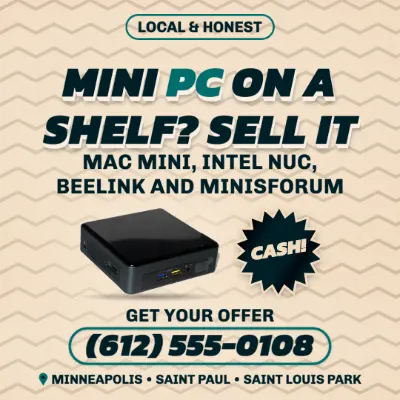 LOCAL & HONEST
MINI PC ON A
SHELF? SELL IT
MAC MINI, INTEL NUC,
BEELINK AND MINISFORUM
CASH!
GET YOUR OFFER
(612) 555-0108
MINNEAPOLIS • SAINT PAUL • SAINT LOUIS PARK